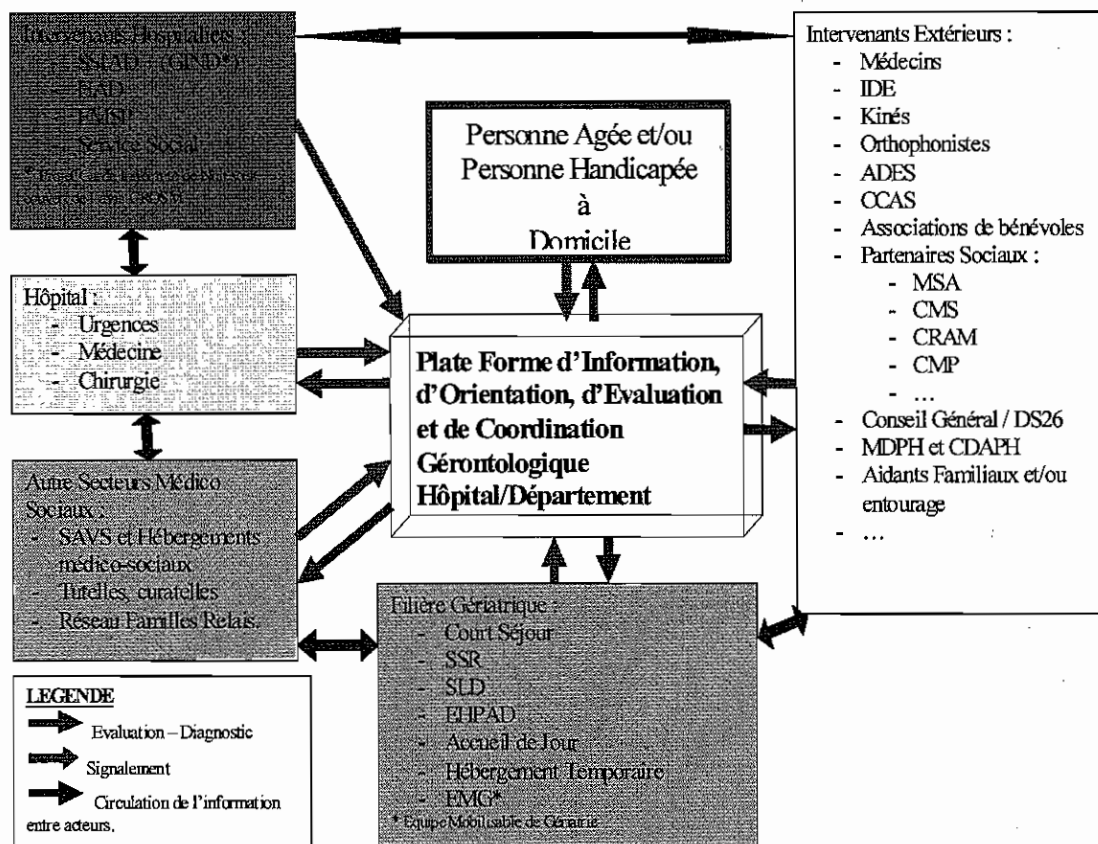 Intervenants Hospitaliers :
- SSIAD – (GIND*)
- HAD
- EMSP
- Service Social
*
Intervenants Extérieurs :
- Médecins
- IDE
- Kinés
- Orthophonistes
- ADES
- CCAS
- Associations de bénévoles
- Partenaires Sociaux :
- MSA
- CMS
- CRAM
- CMP
- ...
- Conseil Général / DS26
- MDPH et CDAPH
- Aidants Familiaux et/ou
entourage
- ...
Personne Agée et/ou
Personne Handicapée
à
Domicile
Hôpital :
- Urgences
- Médecine
- Chirurgie
Plate Forme d'Information,
d'Orientation, d'Evaluation
et de Coordination
Gérontologique
Hôpital/Département
Autre Secteurs Médico
Sociaux :
- SAVS et Hébergements
médico-sociaux
- Tutelles, curatelles
- Réseau Familles Relais.
Filière Gériatrique :
- Court Séjour
- SSR
- SLD
- EHPAD
- Accueil de Jour
- Hébergement Temporaire
- EMG*
* Equipe Mobilisable de Gériatrie
LEGENDE
Evaluation – Diagnostic
Signalement
Circulation de l'information
entre acteurs.